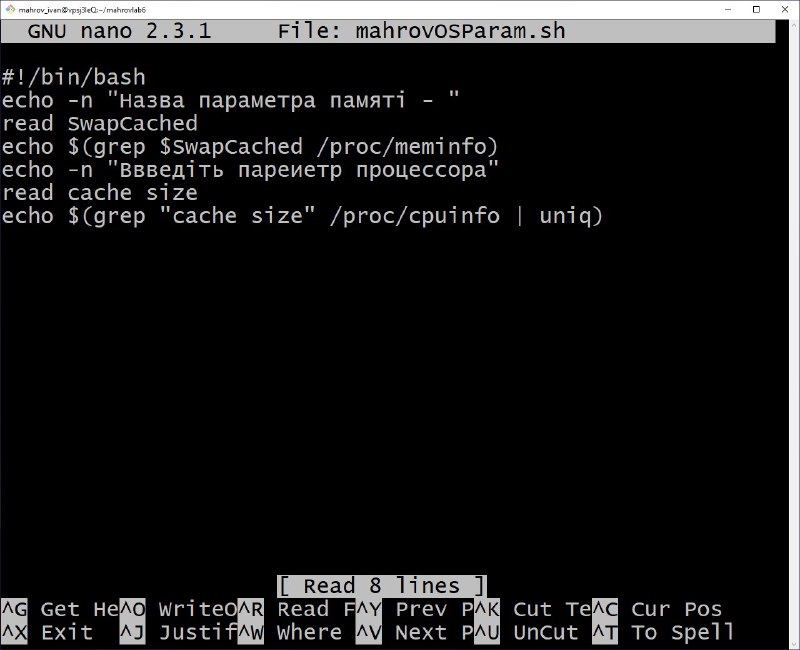 mahrov_ivan@vpsj3IeQ:~/mahrovlab6
GNU nano 2.3.1 File: mahrovOSParam.sh
#!/bin/bash
echo -n "Назва параметра памяті - "
read SwapCached
echo $(grep $SwapCached /proc/meminfo)
echo -n "Ввведіть пареиетр процессора"
read cache size
echo $(grep "cache size" /proc/cpuinfo | uniq)
[ Read 8 lines ]
^G Get He^O WriteO^R Read F^Y Prev P^K Cut Te^C Cur Pos
^X Exit ^J Justif^W Where ^V Next P^U UnCut ^T To Spell